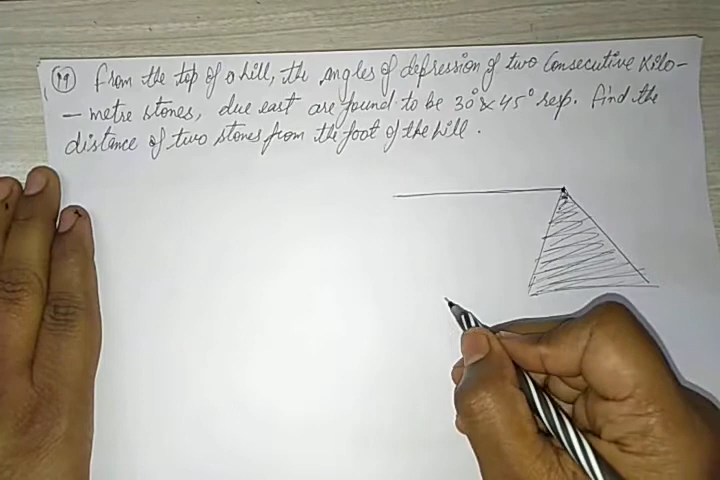 19 From the top of a hill, the angles of depression of two Consecutive Kilo-
- metre stones, due east are found to be 30° & 45° resp. Find the
distance of two stones from the foot of the hill.